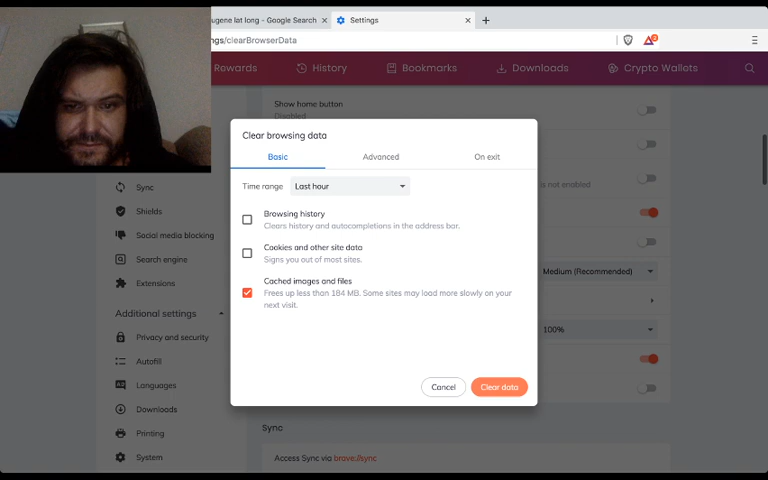 ugene lat long - Google Search
Settings
ngs/clearBrowserData
2
Rewards
History
Bookmarks
Downloads
Crypto Wallets
Show home button
Disabled
Clear browsing data
Basic
Advanced
On exit
Time range
Last hour
is not enabled
Browsing history
Clears history and autocompletions in the address bar.
Cookies and other site data
Signs you out of most sites.
Cached images and files
Frees up less than 184 MB. Some sites may load more slowly on your
next visit.
Cancel
Clear data
Sync
Shields
Social media blocking
Search engine
Extensions
Additional settings
Privacy and security
Autofill
Languages
Downloads
Printing
System
Medium (Recommended)
100%
Sync
Access Sync via brave://sync